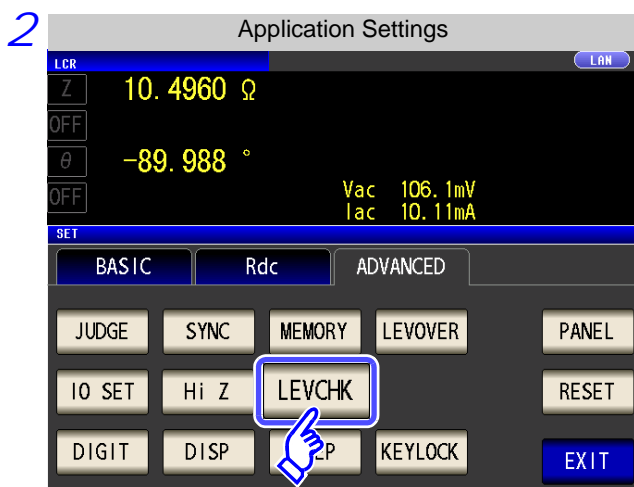 2 Application Settings
LCR LAN
Z 10.4960 Ω
OFF
θ -89.988 °
OFF Vac 106.1mV
Iac 10.11mA
SET
BASIC Rdc ADVANCED
JUDGE SYNC MEMORY LEVOVER PANEL
IO SET Hi Z LEVCHK RESET
DIGIT DISP KEYLOCK EXIT